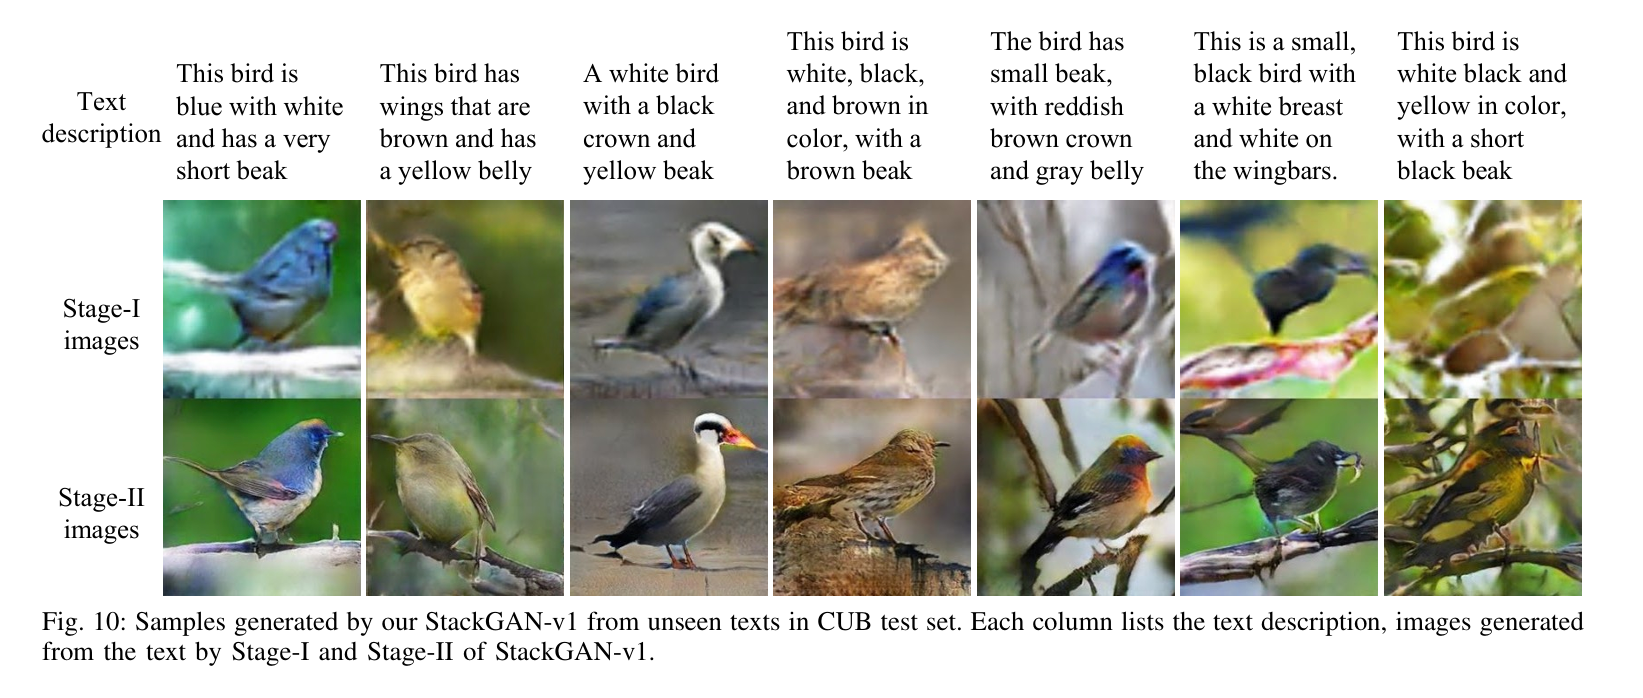 Text
description
This bird is
blue with white
and has a very
short beak
This bird has
wings that are
brown and has
a yellow belly
A white bird
with a black
crown and
yellow beak
This bird is
white, black,
and brown in
color, with a
brown beak
The bird has
small beak,
with reddish
brown crown
and gray belly
This is a small,
black bird with
a white breast
and white on
the wingbars.
This bird is
white black and
yellow in color,
with a short
black beak
Stage-I
images
Stage-II
images
Fig. 10: Samples generated by our StackGAN-v1 from unseen texts in CUB test set. Each column lists the text description, images generated
from the text by Stage-I and Stage-II of StackGAN-v1.